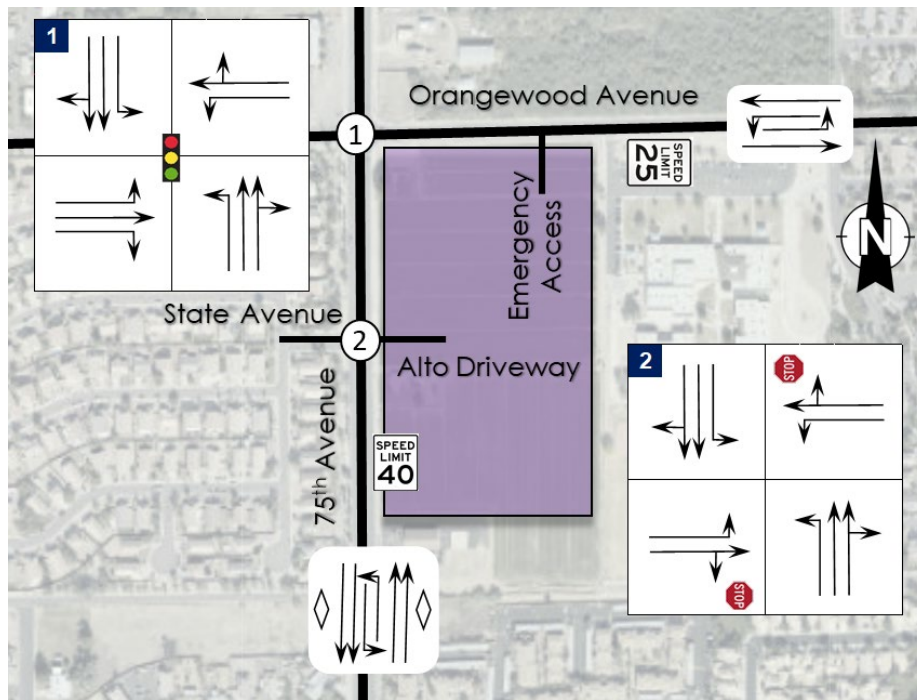 1
Orangewood Avenue
1
SPEED
LIMIT
25
N
Emergency
Access
State Avenue
2
Alto Driveway
75th Avenue
SPEED
LIMIT
40
2
STOP
STOP